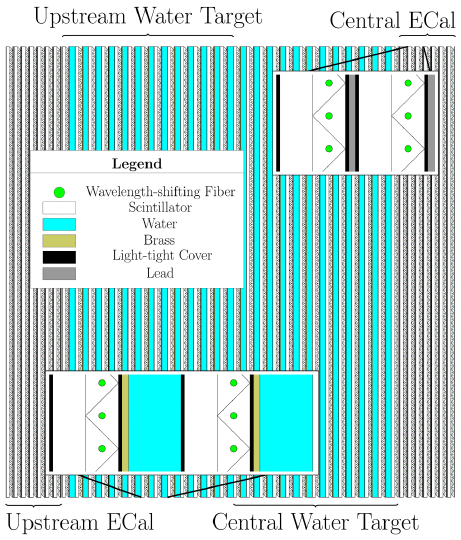 Upstream Water Target
Central ECal
Legend
Wavelength-shifting Fiber
Scintillator
Water
Brass
Light-tight Cover
Lead
Upstream ECal
Central Water Target